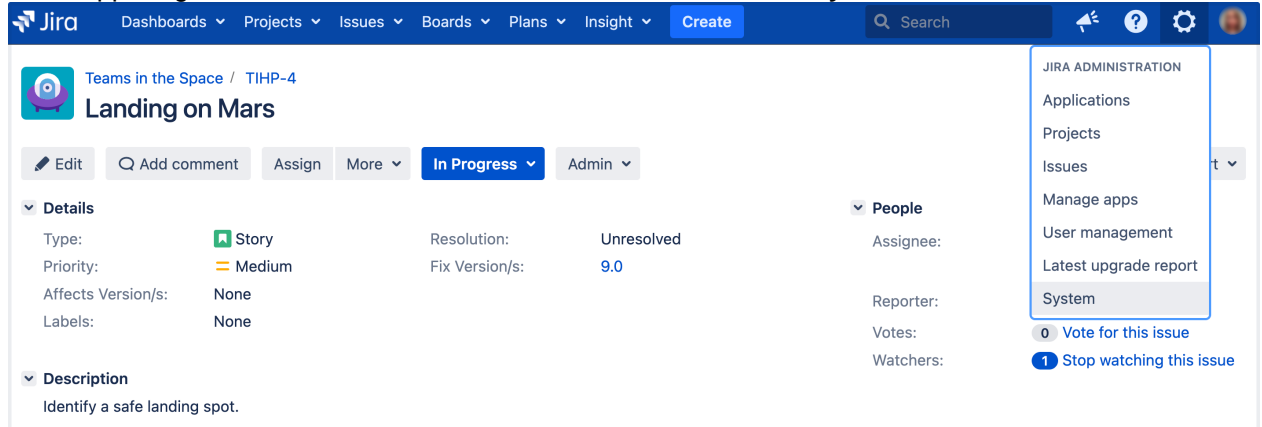 Jira Dashboards Projects Issues Boards Plans Insight Create Search
JIRA ADMINISTRATION
Applications
Projects
Issues
Manage apps
User management
Latest upgrade report
System
Teams in the Space / TIHP-4
Landing on Mars
Edit Add comment Assign More In Progress Admin
Details
Type: Story Resolution: Unresolved
Priority: Medium Fix Version/s: 9.0
Affects Version/s: None
Labels: None
People
Assignee:
Reporter:
Votes: 0 Vote for this issue
Watchers: 1 Stop watching this issue
Description
Identify a safe landing spot.